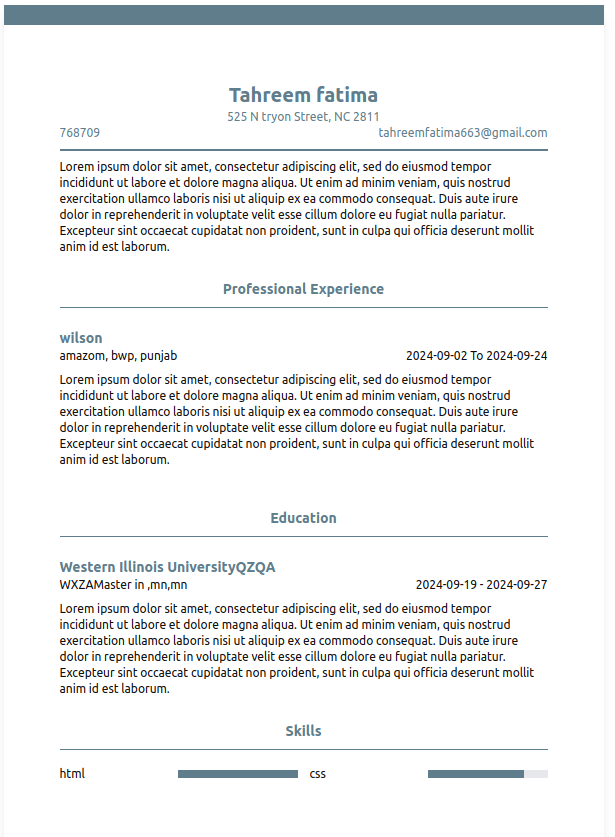 Tahreem fatima
525 N tryon Street, NC 2811
768709 tahreemfatima663@gmail.com
Lorem ipsum dolor sit amet, consectetur adipiscing elit, sed do eiusmod tempor
incididunt ut labore et dolore magna aliqua. Ut enim ad minim veniam, quis nostrud
exercitation ullamco laboris nisi ut aliquip ex ea commodo consequat. Duis aute irure
dolor in reprehenderit in voluptate velit esse cillum dolore eu fugiat nulla pariatur.
Excepteur sint occaecat cupidatat non proident, sunt in culpa qui officia deserunt mollit
anim id est laborum.
Professional Experience
wilson
amazom, bwp, punjab 2024-09-02 To 2024-09-24
Lorem ipsum dolor sit amet, consectetur adipiscing elit, sed do eiusmod tempor
incididunt ut labore et dolore magna aliqua. Ut enim ad minim veniam, quis nostrud
exercitation ullamco laboris nisi ut aliquip ex ea commodo consequat. Duis aute irure
dolor in reprehenderit in voluptate velit esse cillum dolore eu fugiat nulla pariatur.
Excepteur sint occaecat cupidatat non proident, sunt in culpa qui officia deserunt mollit
anim id est laborum.
Education
Western Illinois UniversityQZQA
WXZAMaster in ,mn,mn 2024-09-19 - 2024-09-27
Lorem ipsum dolor sit amet, consectetur adipiscing elit, sed do eiusmod tempor
incididunt ut labore et dolore magna aliqua. Ut enim ad minim veniam, quis nostrud
exercitation ullamco laboris nisi ut aliquip ex ea commodo consequat. Duis aute irure
dolor in reprehenderit in voluptate velit esse cillum dolore eu fugiat nulla pariatur.
Excepteur sint occaecat cupidatat non proident, sunt in culpa qui officia deserunt mollit
anim id est laborum.
Skills
html css